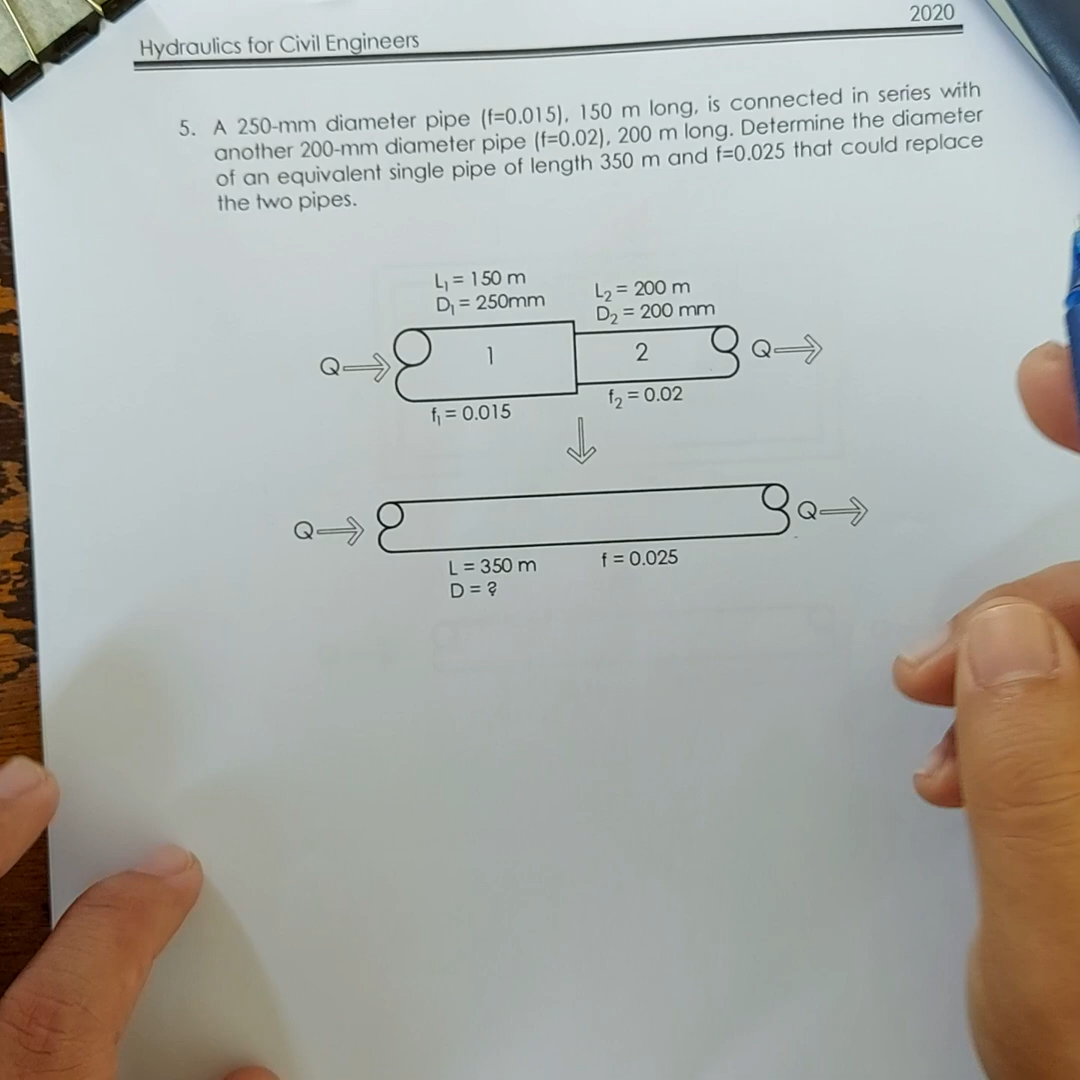 2020
Hydraulics for Civil Engineers
5. A 250-mm diameter pipe (f=0.015), 150 m long, is connected in series with
another 200-mm diameter pipe (f=0.02), 200 m long. Determine the diameter
of an equivalent single pipe of length 350 m and f=0.025 that could replace
the two pipes.
L₁ = 150 m
D₁ = 250mm
L₂ = 200 m
D₂ = 200 mm
Q
1
2
Q
f₁ = 0.015
f₂ = 0.02
Q
Q
L = 350 m
f = 0.025
D = ?